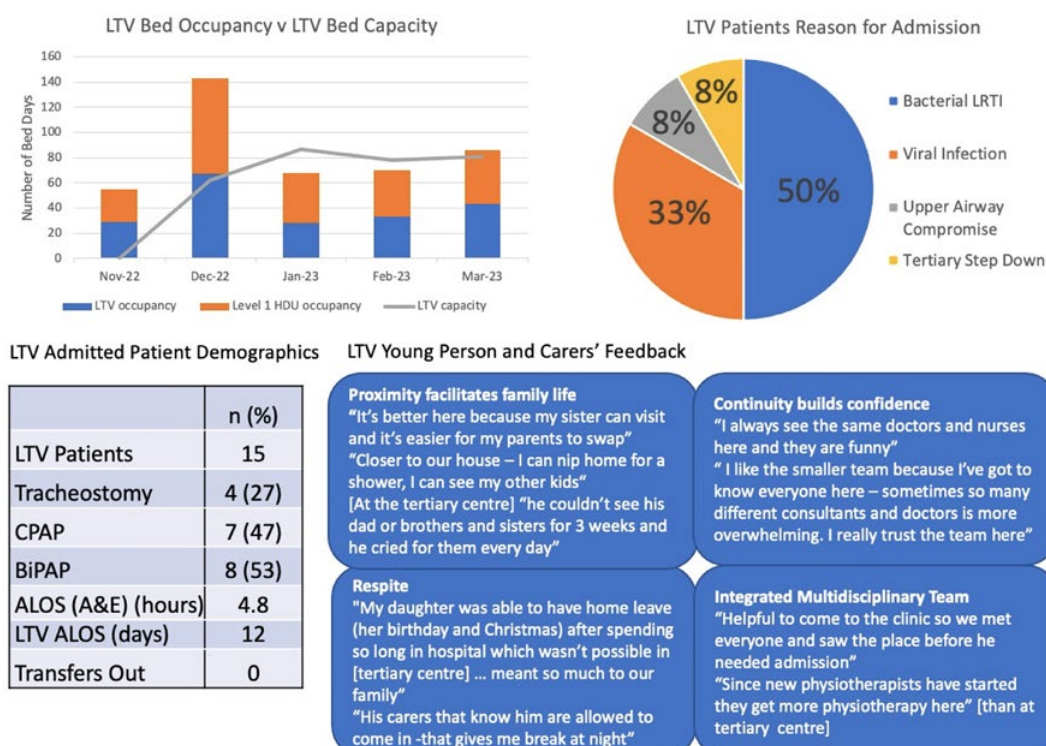 LTV Bed Occupancy v LTV Bed Capacity
Number of Bed Days
160
140
120
100
80
60
40
20
0
Nov-22
Dec-22
Jan-23
Feb-23
Mar-23
LTV occupancy
Level 1 HDU occupancy
LTV capacity
LTV Patients Reason for Admission
8%
8%
33%
50%
Bacterial LRTI
Viral Infection
Upper Airway
Compromise
Tertiary Step Down
LTV Admitted Patient Demographics
n (%)
LTV Patients 15
Tracheostomy 4 (27)
CPAP 7 (47)
BiPAP 8 (53)
ALOS (A&E) (hours) 4.8
LTV ALOS (days) 12
Transfers Out 0
LTV Young Person and Carers’ Feedback
Proximity facilitates family life
“It’s better here because my sister can visit
and it’s easier for my parents to swap”
“Closer to our house – I can nip home for a
shower, I can see my other kids“
[At the tertiary centre] “he couldn’t see his
dad or brothers and sisters for 3 weeks and
he cried for them every day”
Continuity builds confidence
“I always see the same doctors and nurses
here and they are funny”
“ I like the smaller team because I’ve got to
know everyone here – sometimes so many
different consultants and doctors is more
overwhelming. I really trust the team here”
Respite
"My daughter was able to have home leave
(her birthday and Christmas) after spending
so long in hospital which wasn’t possible in
[tertiary centre] ... meant so much to our
family”
“His carers that know him are allowed to
come in -that gives me break at night”
Integrated Multidisciplinary Team
“Helpful to come to the clinic so we met
everyone and saw the place before he
needed admission”
“Since new physiotherapists have started
they get more physiotherapy here” [than at
tertiary centre]